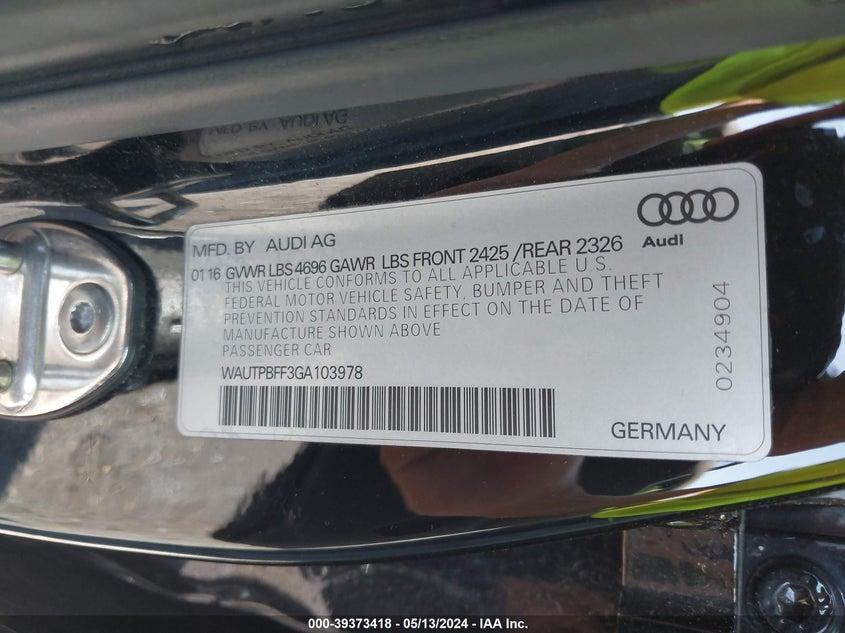 MFD. BY AUDI AG
Audi
0116 GVWR LBS 4696 GAWR LBS FRONT 2425 /REAR 2326
THIS VEHICLE CONFORMS TO ALL APPLICABLE U.S.
FEDERAL MOTOR VEHICLE SAFETY, BUMPER AND THEFT
PREVENTION STANDARDS IN EFFECT ON THE DATE OF
MANUFACTURE SHOWN ABOVE
PASSENGER CAR
WAUTPBFF3GA103978
GERMANY
0234904
000-39373418 - 05/13/2024 - IAA Inc.